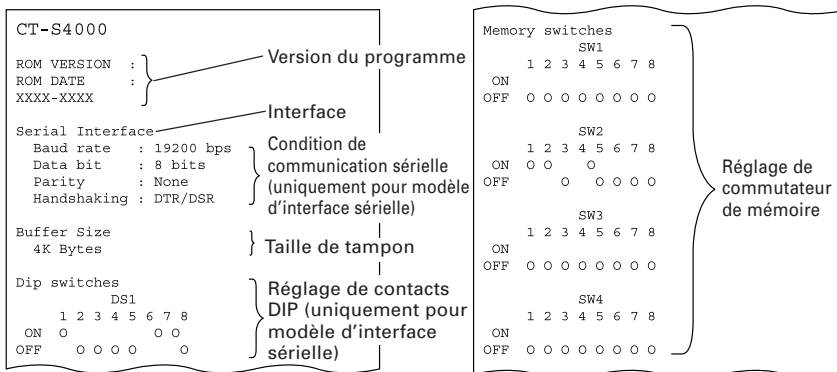 CT-S4000
ROM VERSION :
ROM DATE :
XXXX-XXXX
Version du programme
Serial Interface
Interface
Baud rate : 19200 bps
Data bit : 8 bits
Parity : None
Handshaking : DTR/DSR
Condition de
communication sérielle
(uniquement pour modèle
d'interface sérielle)
Buffer Size
4K Bytes
Taille de tampon
Dip switches
DS1
1 2 3 4 5 6 7 8
ON O O O
OFF O O O O O
Réglage de contacts
DIP (uniquement pour
modèle d'interface
sérielle)
Memory switches
SW1
1 2 3 4 5 6 7 8
ON
OFF O O O O O O O O
SW2
1 2 3 4 5 6 7 8
ON O O O
OFF O O O O O
SW3
1 2 3 4 5 6 7 8
ON
OFF O O O O O O O O
SW4
1 2 3 4 5 6 7 8
ON
OFF O O O O O O O O
Réglage de
commutateur
de mémoire